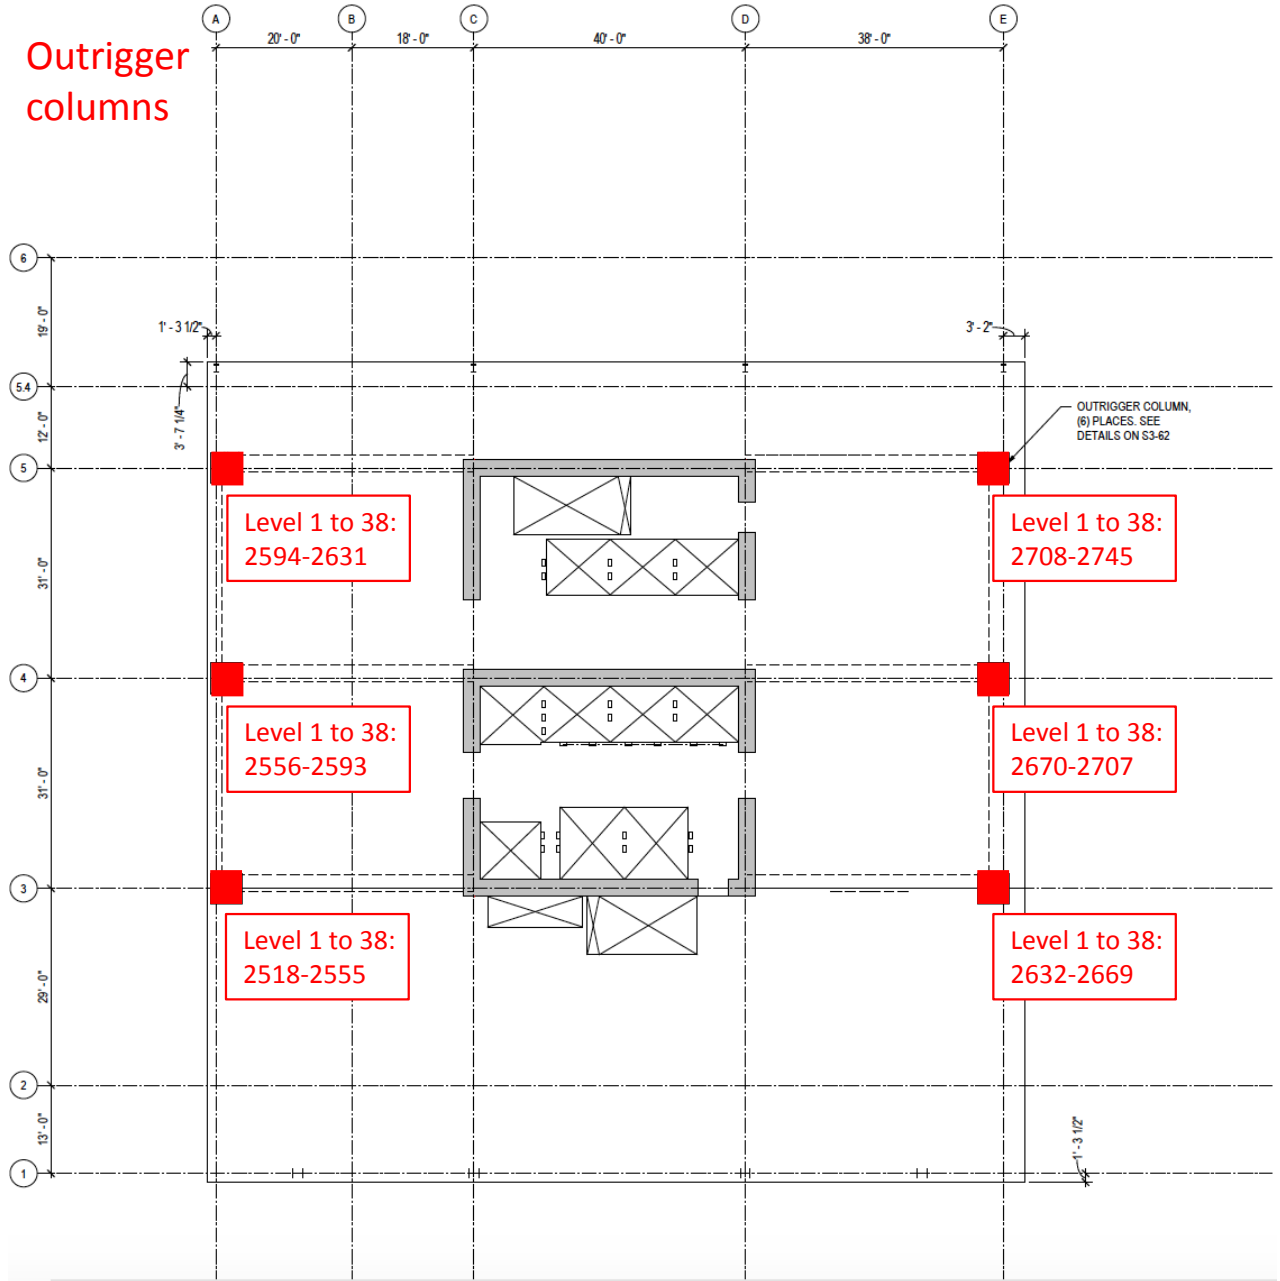 A
B
C
D
E
20' - 0"
18' - 0"
40' - 0"
38' - 0"
Outrigger
columns
6
19' - 0"
1' - 3 1/2"
3' - 2"
5.4
3' - 7 1/4"
12' - 0"
OUTRIGGER COLUMN,
(6) PLACES. SEE
DETAILS ON S3-62
5
Level 1 to 38:
2594-2631
Level 1 to 38:
2708-2745
31' - 0"
4
Level 1 to 38:
2556-2593
Level 1 to 38:
2670-2707
31' - 0"
3
Level 1 to 38:
2518-2555
Level 1 to 38:
2632-2669
29' - 0"
2
13' - 0"
1' - 3 1/2"
1